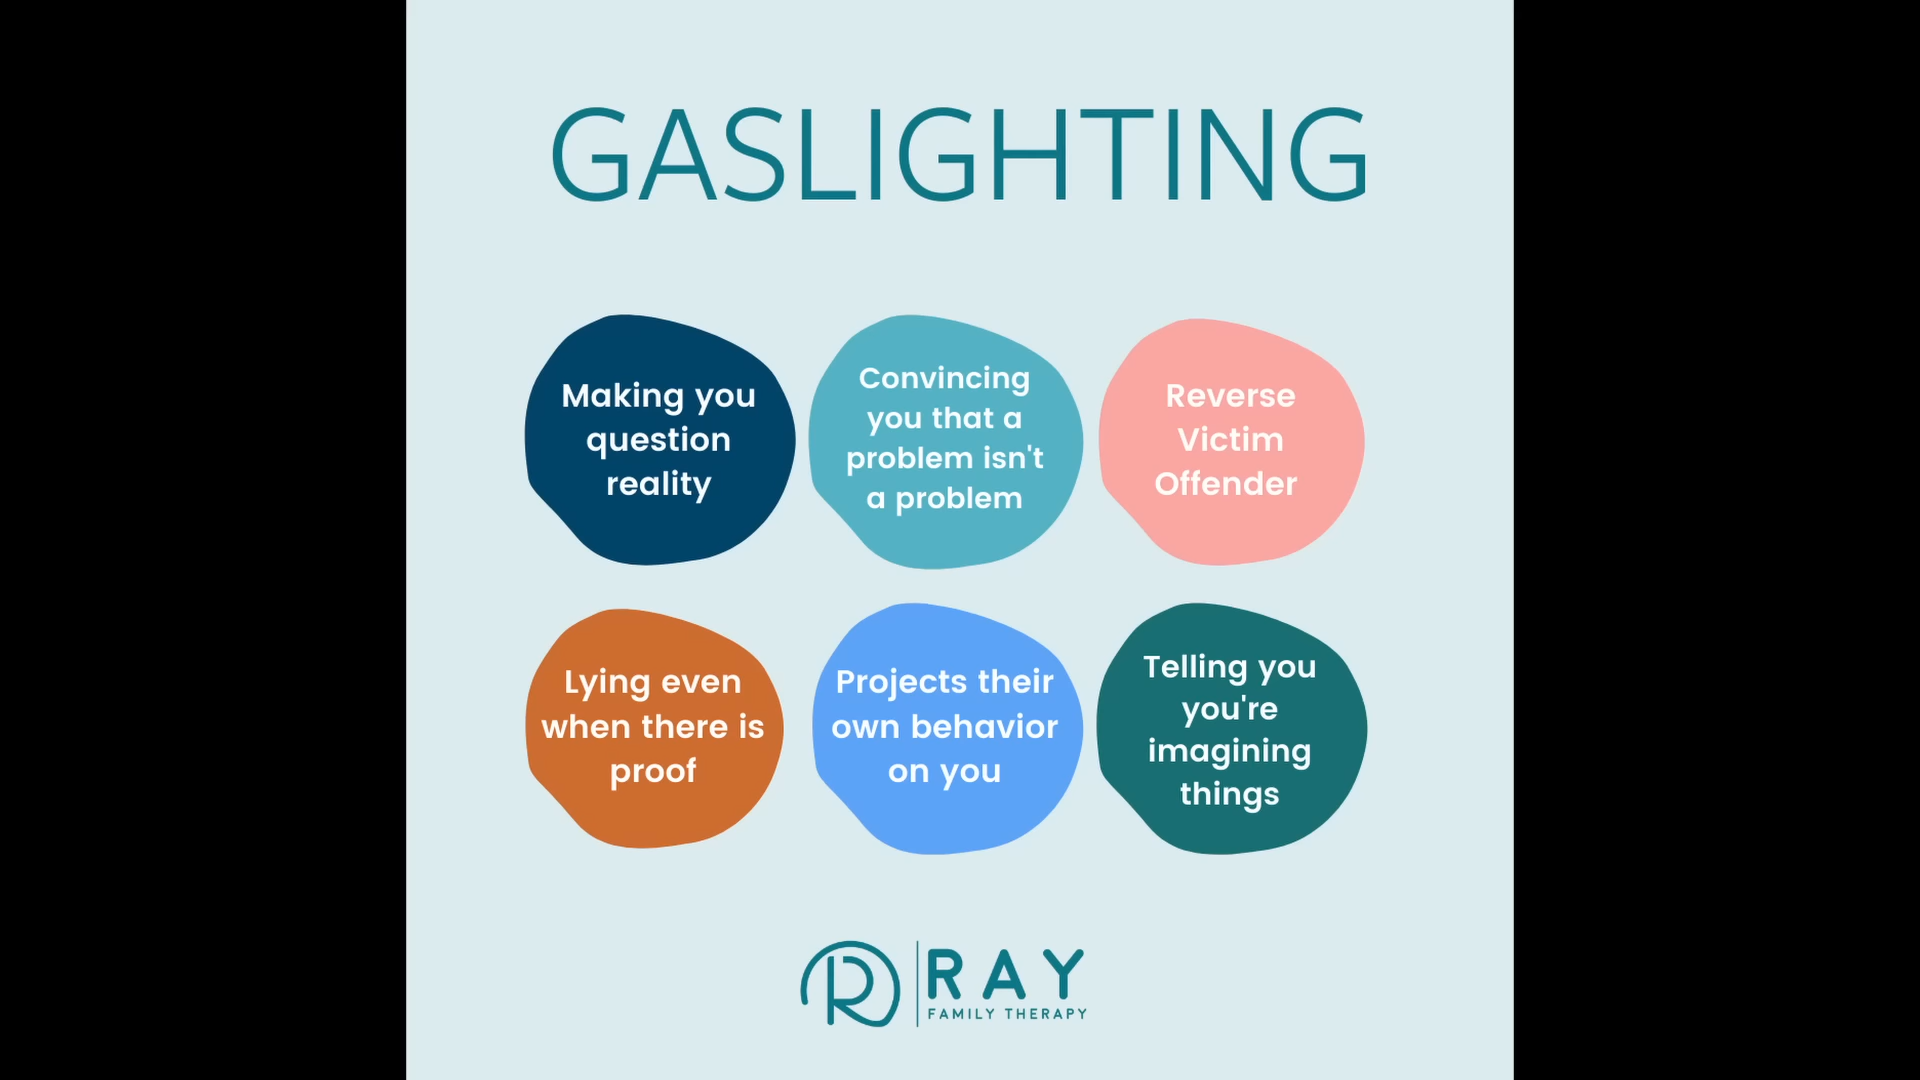 GASLIGHTING
Making you
question
reality
Convincing
you that a
problem isn't
a problem
Reverse
Victim
Offender
Lying even
when there is
proof
Projects their
own behavior
on you
Telling you
you're
imagining
things
RAY
FAMILY THERAPY